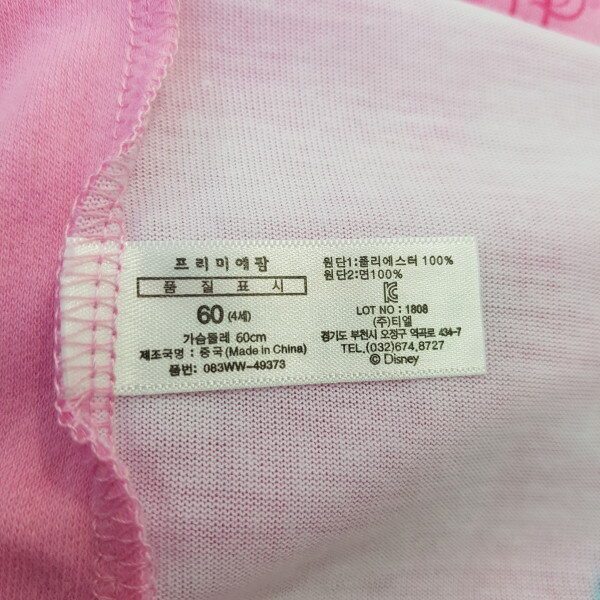 프리미에팜
품 질 표 시
60 (4세)
가슴둘레 60cm
제조국명 : 중국(Made in China)
품번: 083WW-49373
원단1:폴리에스터 100%
원단2:면100%
LOT NO : 1808
(주)티엘
경기도 부천시 오정구 역곡로 434-7
TEL.(032)674.8727
© Disney